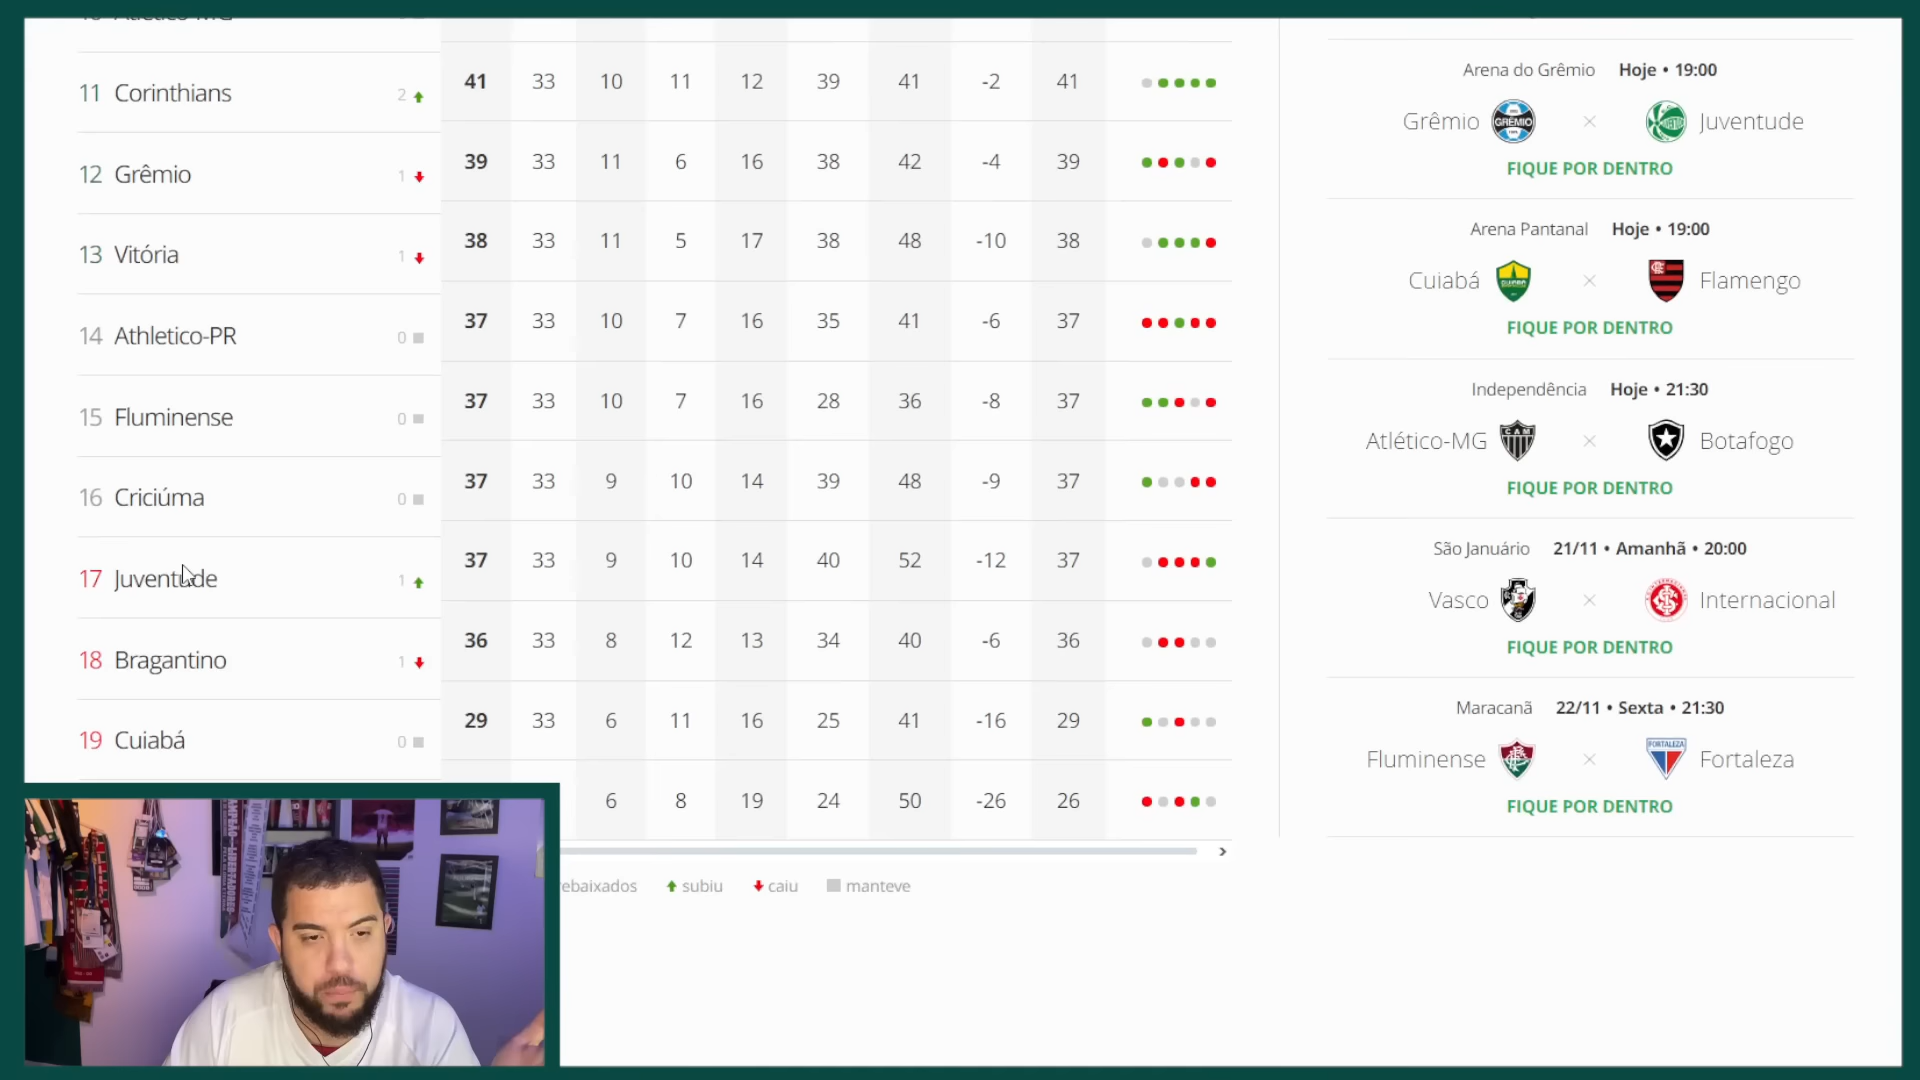 11 Corinthians 2 41 33 10 11 12 39 41 -2 41
12 Grêmio 1 39 33 11 6 16 38 42 -4 39
13 Vitória 1 38 33 11 5 17 38 48 -10 38
14 Athletico-PR 0 37 33 10 7 16 35 41 -6 37
15 Fluminense 0 37 33 10 7 16 28 36 -8 37
16 Criciúma 0 37 33 9 10 14 39 48 -9 37
17 Juventude 1 37 33 9 10 14 40 52 -12 37
18 Bragantino 1 36 33 8 12 13 34 40 -6 36
19 Cuiabá 0 29 33 6 11 16 25 41 -16 29
6 8 19 24 50 -26 26
ebaixados subiu caiu manteve
Arena do Grêmio Hoje • 19:00
Grêmio GRÊMIO × Juventude
FIQUE POR DENTRO
Arena Pantanal Hoje • 19:00
Cuiabá × Flamengo
FIQUE POR DENTRO
Independência Hoje • 21:30
Atlético-MG CAM × Botafogo
FIQUE POR DENTRO
São Januário 21/11 • Amanhã • 20:00
Vasco × Internacional
FIQUE POR DENTRO
Maracanã 22/11 • Sexta • 21:30
Fluminense × FORTALEZA Fortaleza
FIQUE POR DENTRO